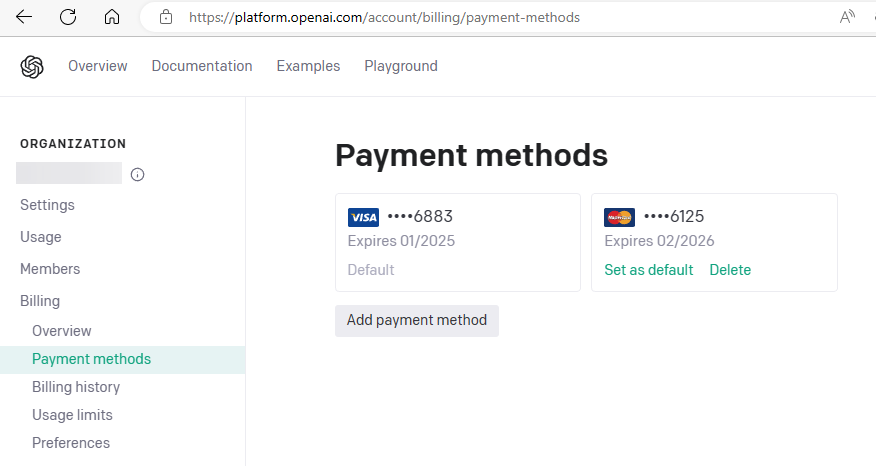 https://platform.openai.com/account/billing/payment-methods
Overview Documentation Examples Playground
ORGANIZATION
Settings
Usage
Members
Billing
Overview
Payment methods
Billing history
Usage limits
Preferences
Payment methods
VISA ••••6883
Expires 01/2025
Default
MasterCard ••••6125
Expires 02/2026
Set as default Delete
Add payment method